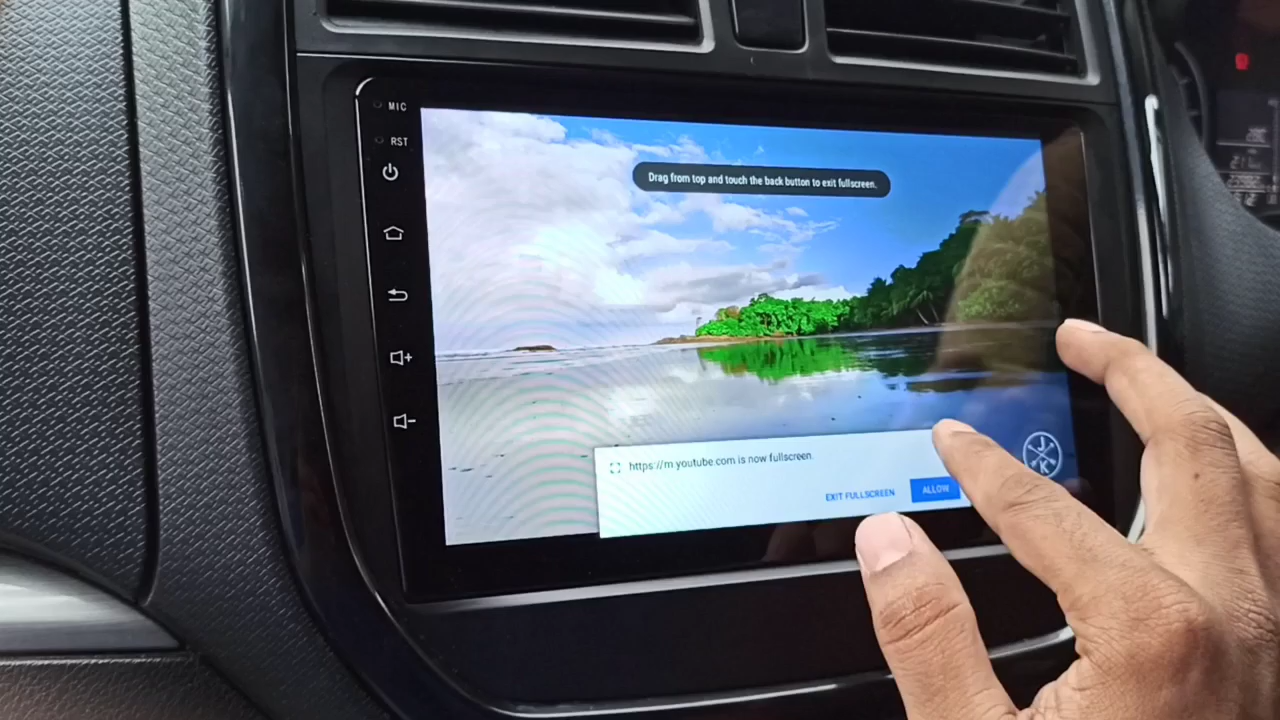 MIC
RST
Drag from top and touch the back button to exit fullscreen.
https://m.youtube.com is now fullscreen.
EXIT FULLSCREEN
ALLOW
J
K